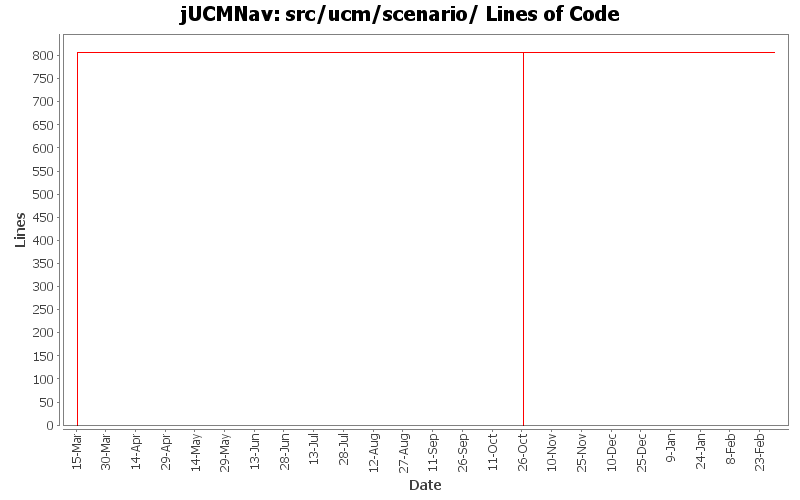 jUCMNav: src/ucm/scenario/ Lines of Code
800
750
700
650
600
550
500
450
400
350
300
250
200
150
100
50
0
Lines
15-Mar
30-Mar
14-Apr
29-Apr
14-May
29-May
13-Jun
28-Jun
13-Jul
28-Jul
12-Aug
27-Aug
11-Sep
26-Sep
11-Oct
26-Oct
10-Nov
25-Nov
10-Dec
25-Dec
9-Jan
24-Jan
8-Feb
23-Feb
Date